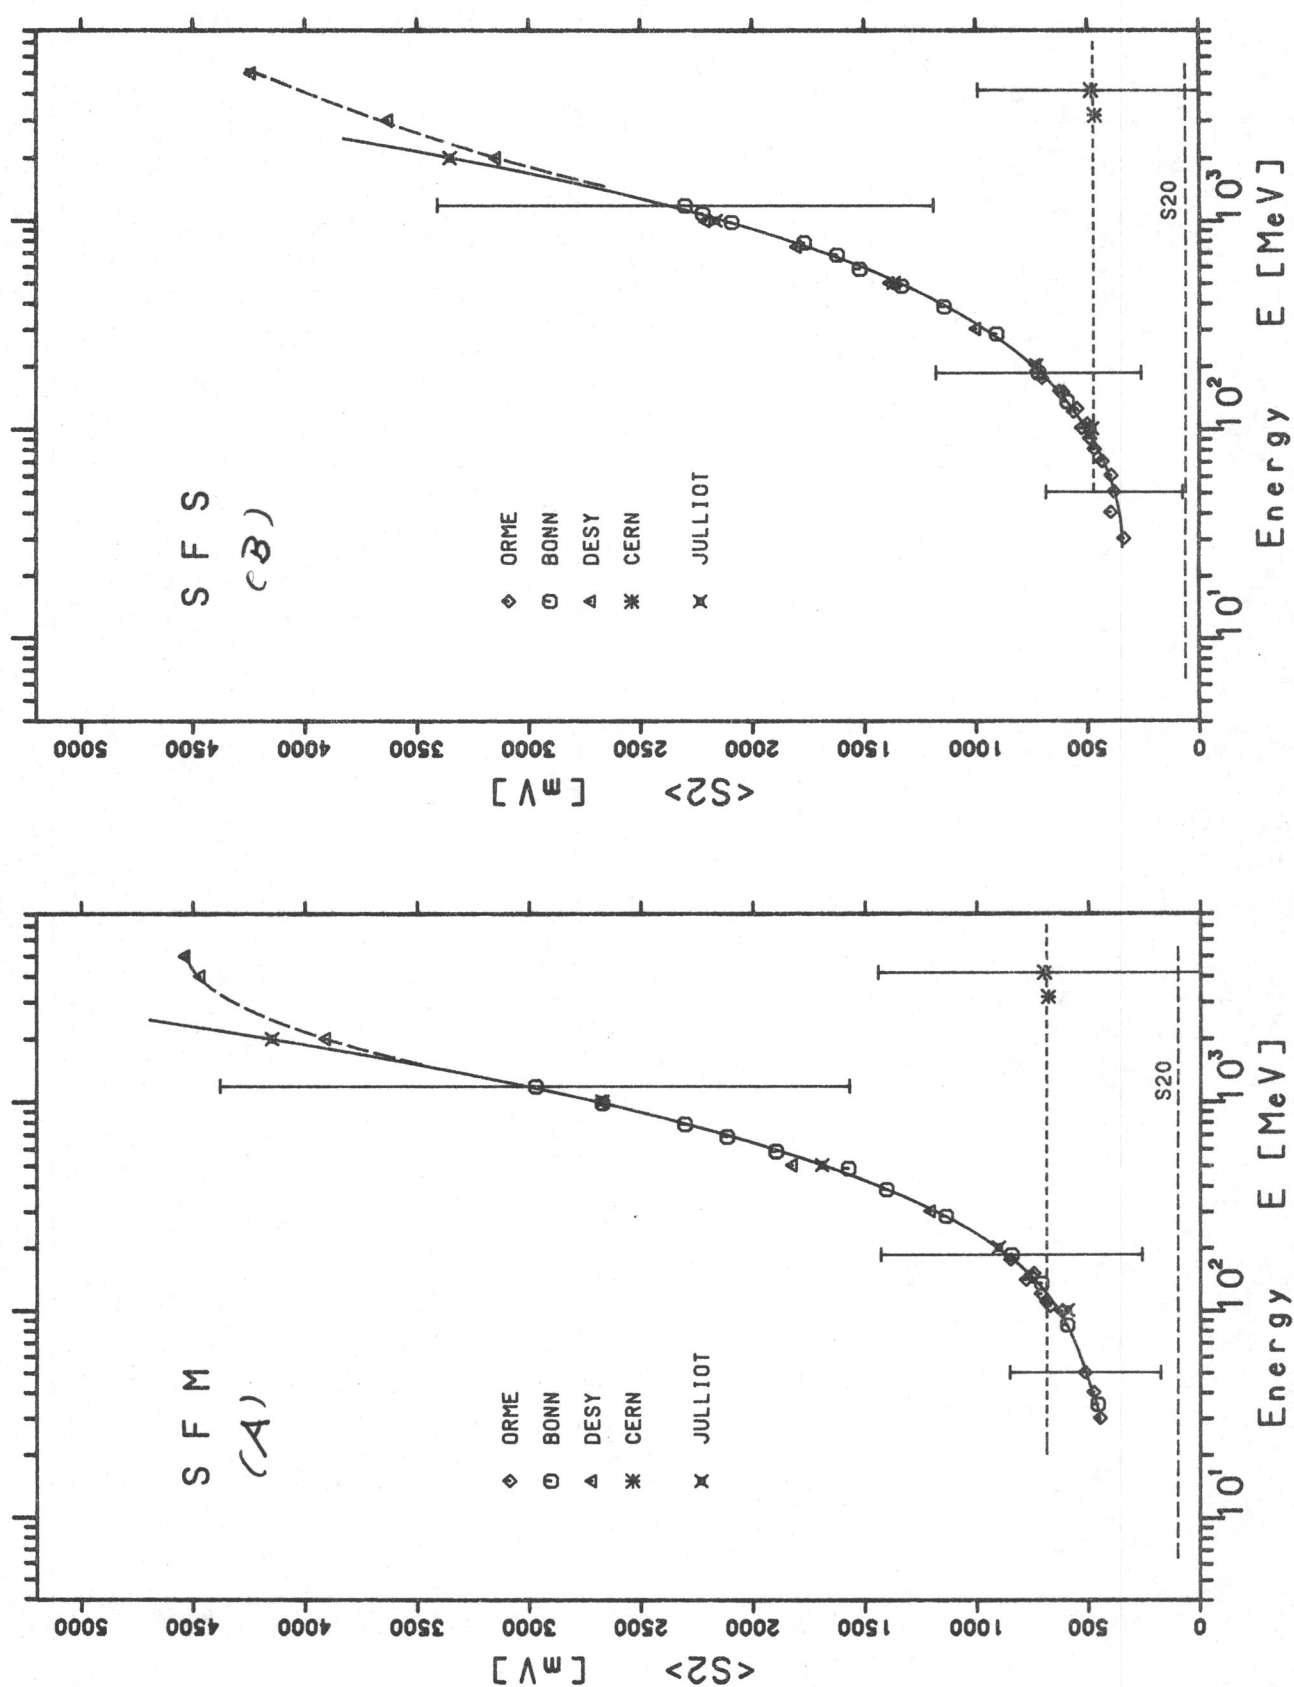 S F M
(A)
ORME
BONN
DESY
CERN
JULLIOT
<S2> [mV]
5000
4500
4000
3500
3000
2500
2000
1500
1000
500
0
S20
10¹
10²
10³
Energy E [MeV]
S F S
(B)
ORME
BONN
DESY
CERN
JULLIOT
<S2> [mV]
5000
4500
4000
3500
3000
2500
2000
1500
1000
500
0
S20
10¹
10²
10³
Energy E [MeV]